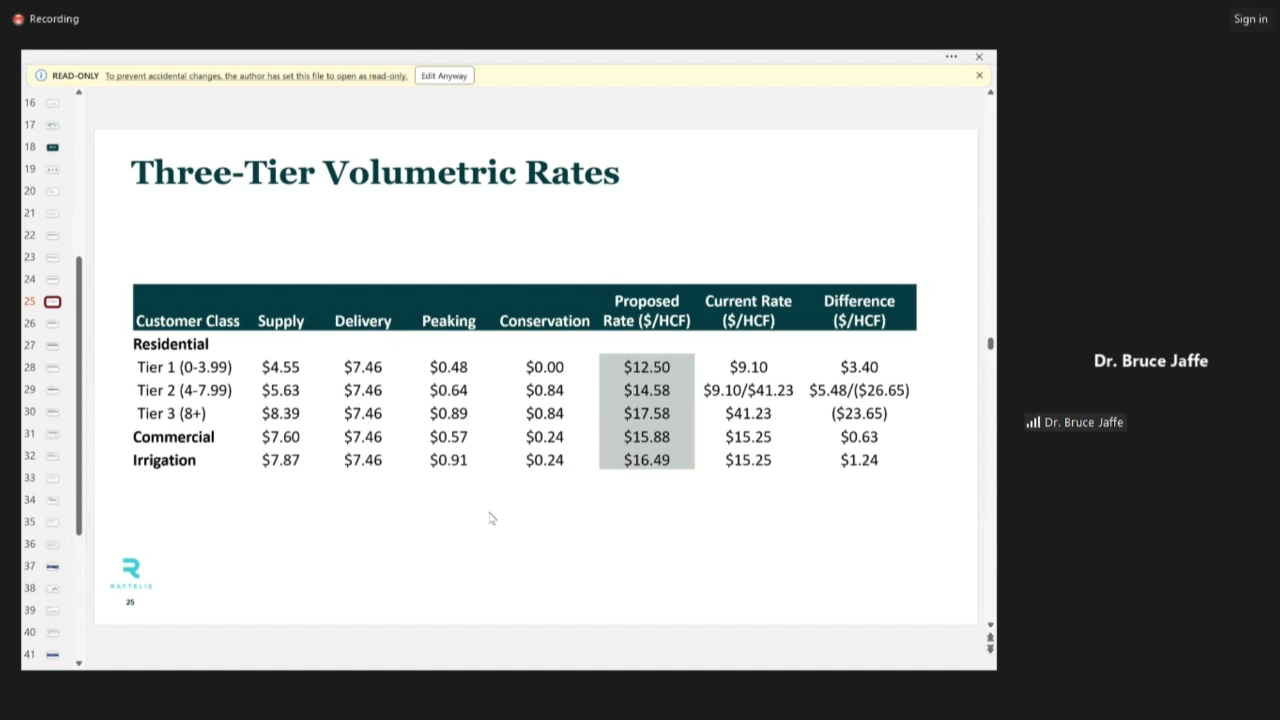 Recording
Sign in
READ-ONLY To prevent accidental changes, the author has set this file to open as read-only. Edit Anyway
16
17
18
19
20
21
22
23
24
25
26
27
28
29
30
31
32
33
34
35
36
37
38
39
40
41
Three-Tier Volumetric Rates
Customer Class Supply Delivery Peaking Conservation Proposed Rate ($/HCF) Current Rate ($/HCF) Difference ($/HCF)
Residential
Tier 1 (0-3.99) $4.55 $7.46 $0.48 $0.00 $12.50 $9.10 $3.40
Tier 2 (4-7.99) $5.63 $7.46 $0.64 $0.84 $14.58 $9.10/$41.23 $5.48/($26.65)
Tier 3 (8+) $8.39 $7.46 $0.89 $0.84 $17.58 $41.23 ($23.65)
Commercial $7.60 $7.46 $0.57 $0.24 $15.88 $15.25 $0.63
Irrigation $7.87 $7.46 $0.91 $0.24 $16.49 $15.25 $1.24
RAFTELIS
25
Dr. Bruce Jaffe
Dr. Bruce Jaffe